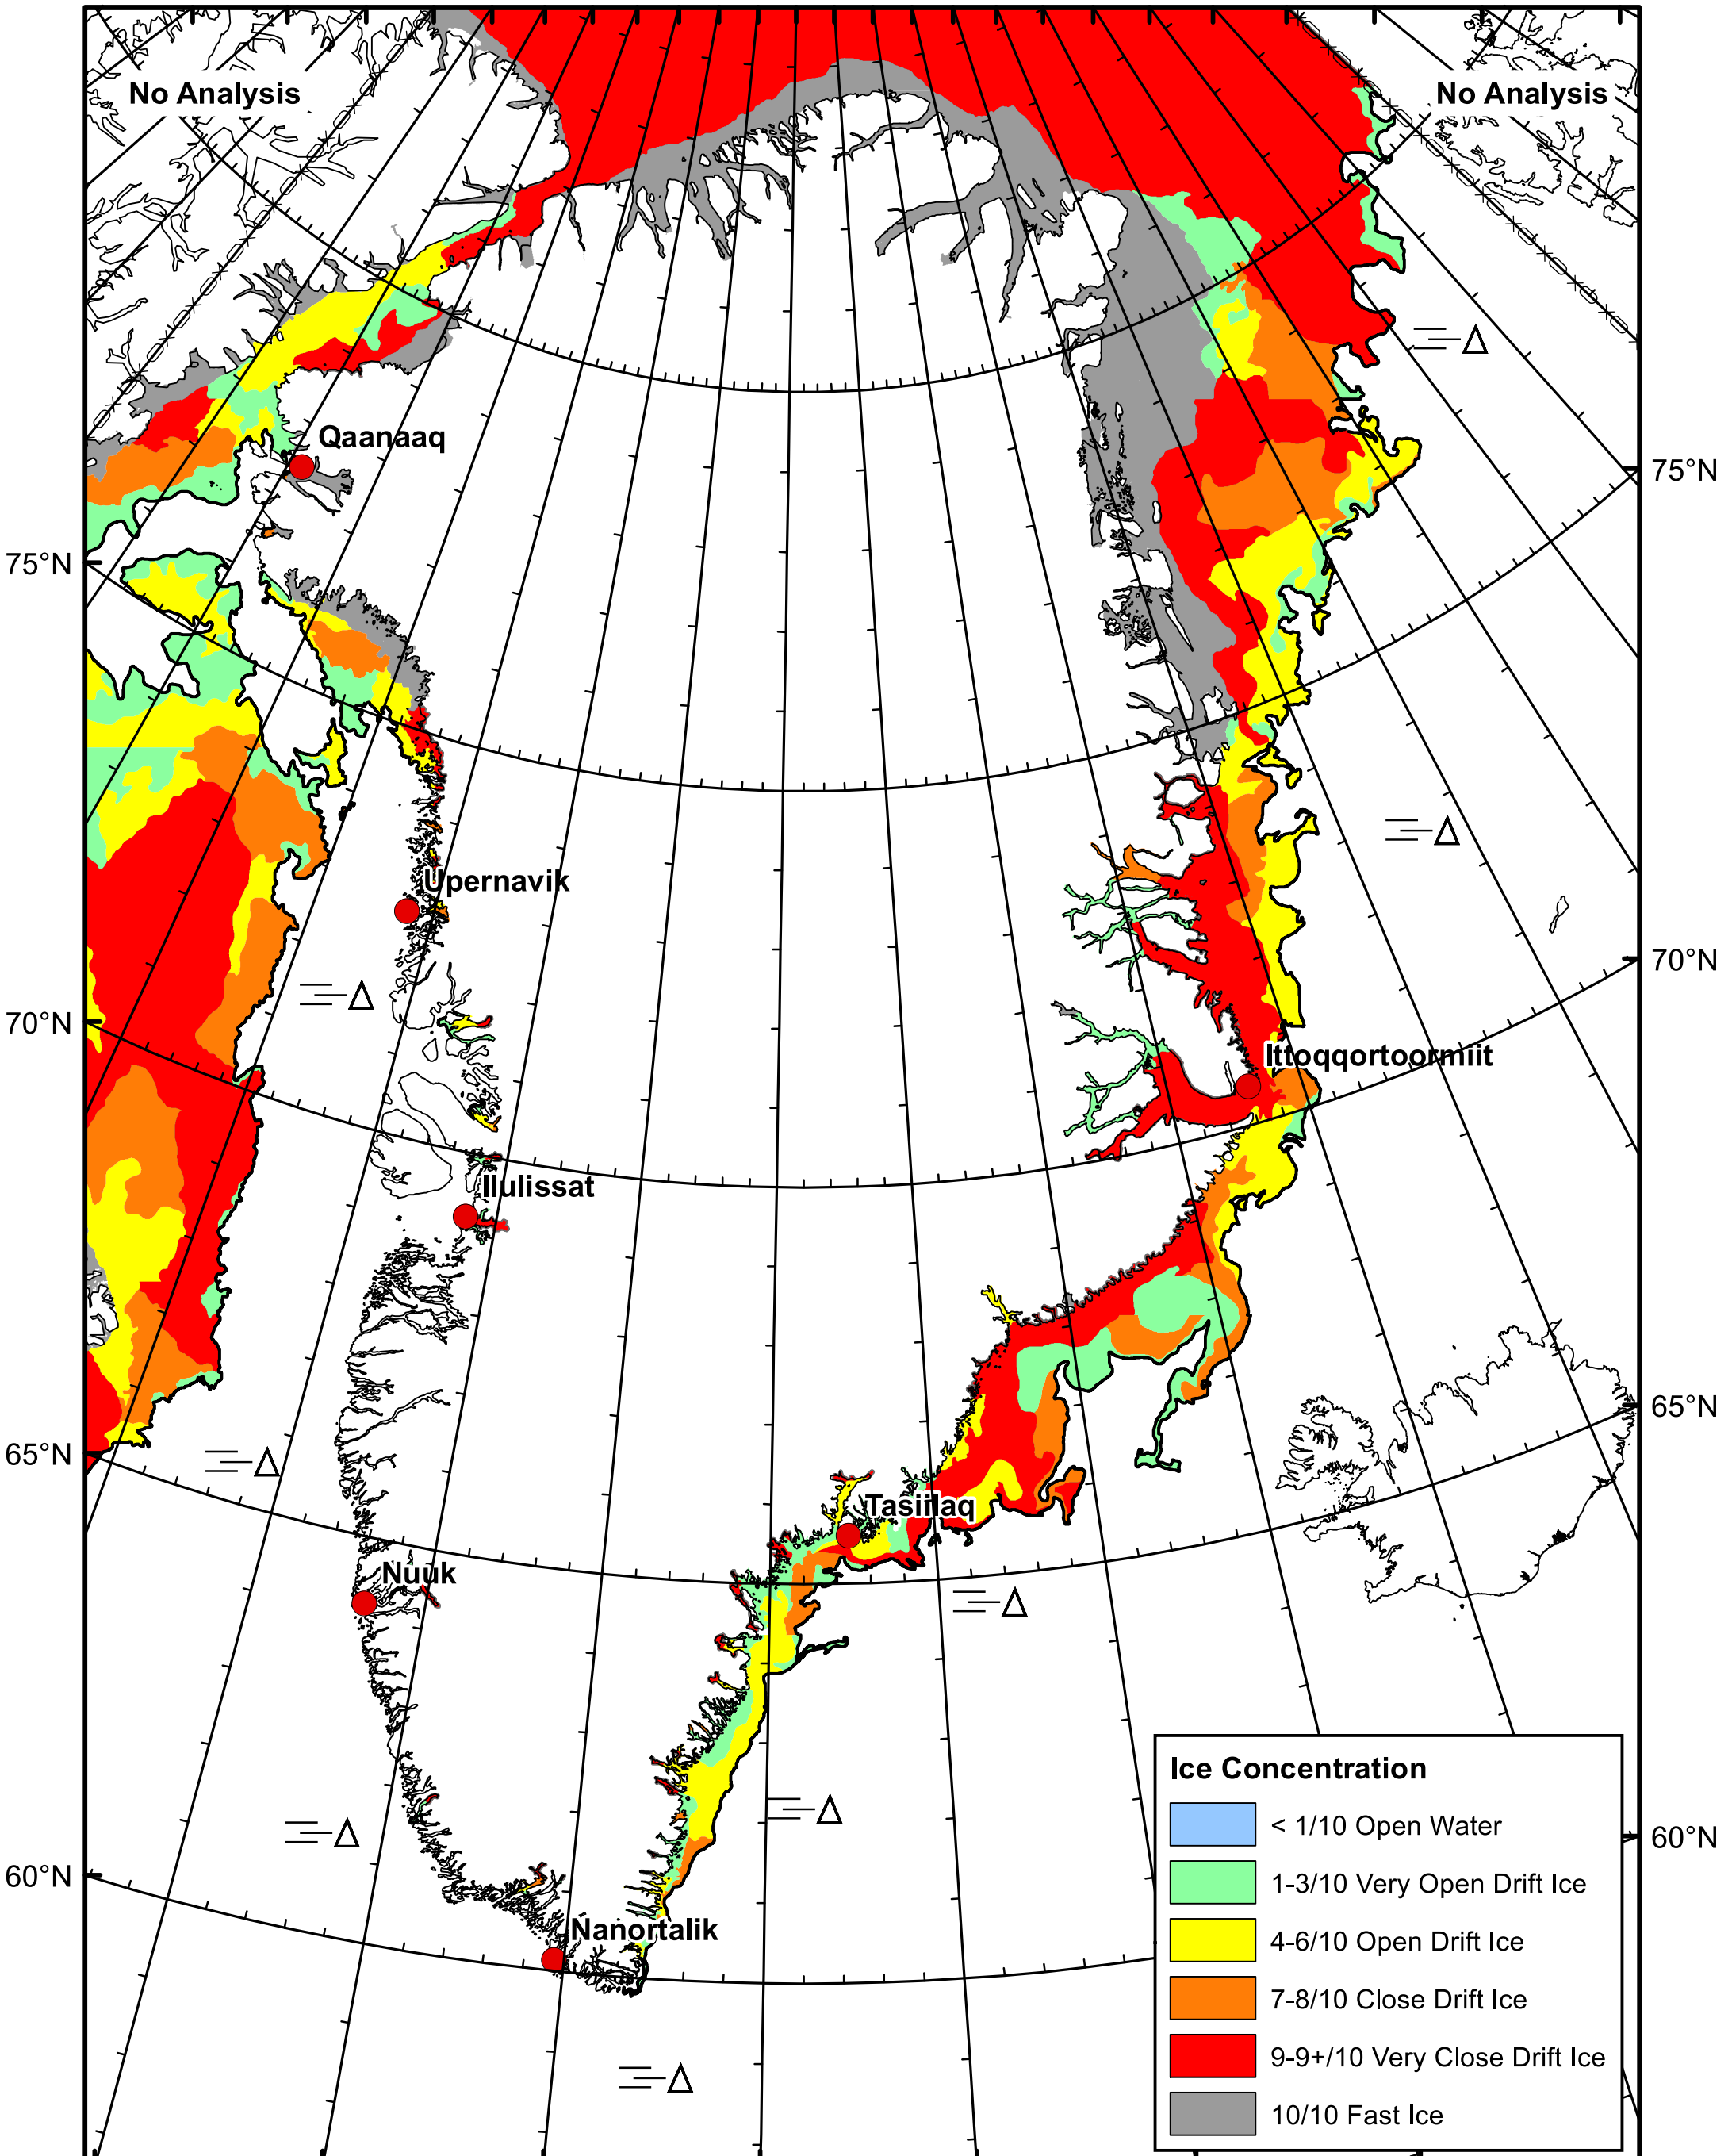 No Analysis
No Analysis
Qaanaaq
75°N
75°N
Upernavik
70°N
70°N
Ittoqqortoormiit
Ilulissat
65°N
65°N
Tasiilaq
Nuuk
Ice Concentration
< 1/10 Open Water
60°N
60°N
1-3/10 Very Open Drift Ice
Nanortalik
4-6/10 Open Drift Ice
7-8/10 Close Drift Ice
9-9+/10 Very Close Drift Ice
10/10 Fast Ice